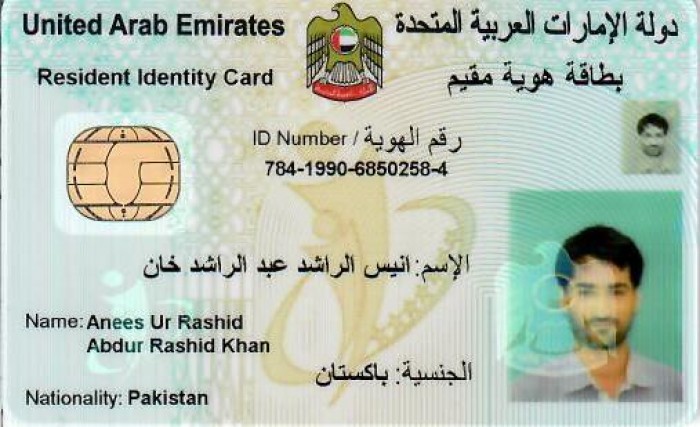 United Arab Emirates
دولة الإمارات العربية المتحدة
Resident Identity Card
بطاقة هوية مقيم
ID Number / رقم الهوية
784-1990-6850258-4
الإسم: انيس الراشد عبد الراشد خان
Name: Anees Ur Rashid
Abdur Rashid Khan
الجنسية: باكستان
Nationality: Pakistan